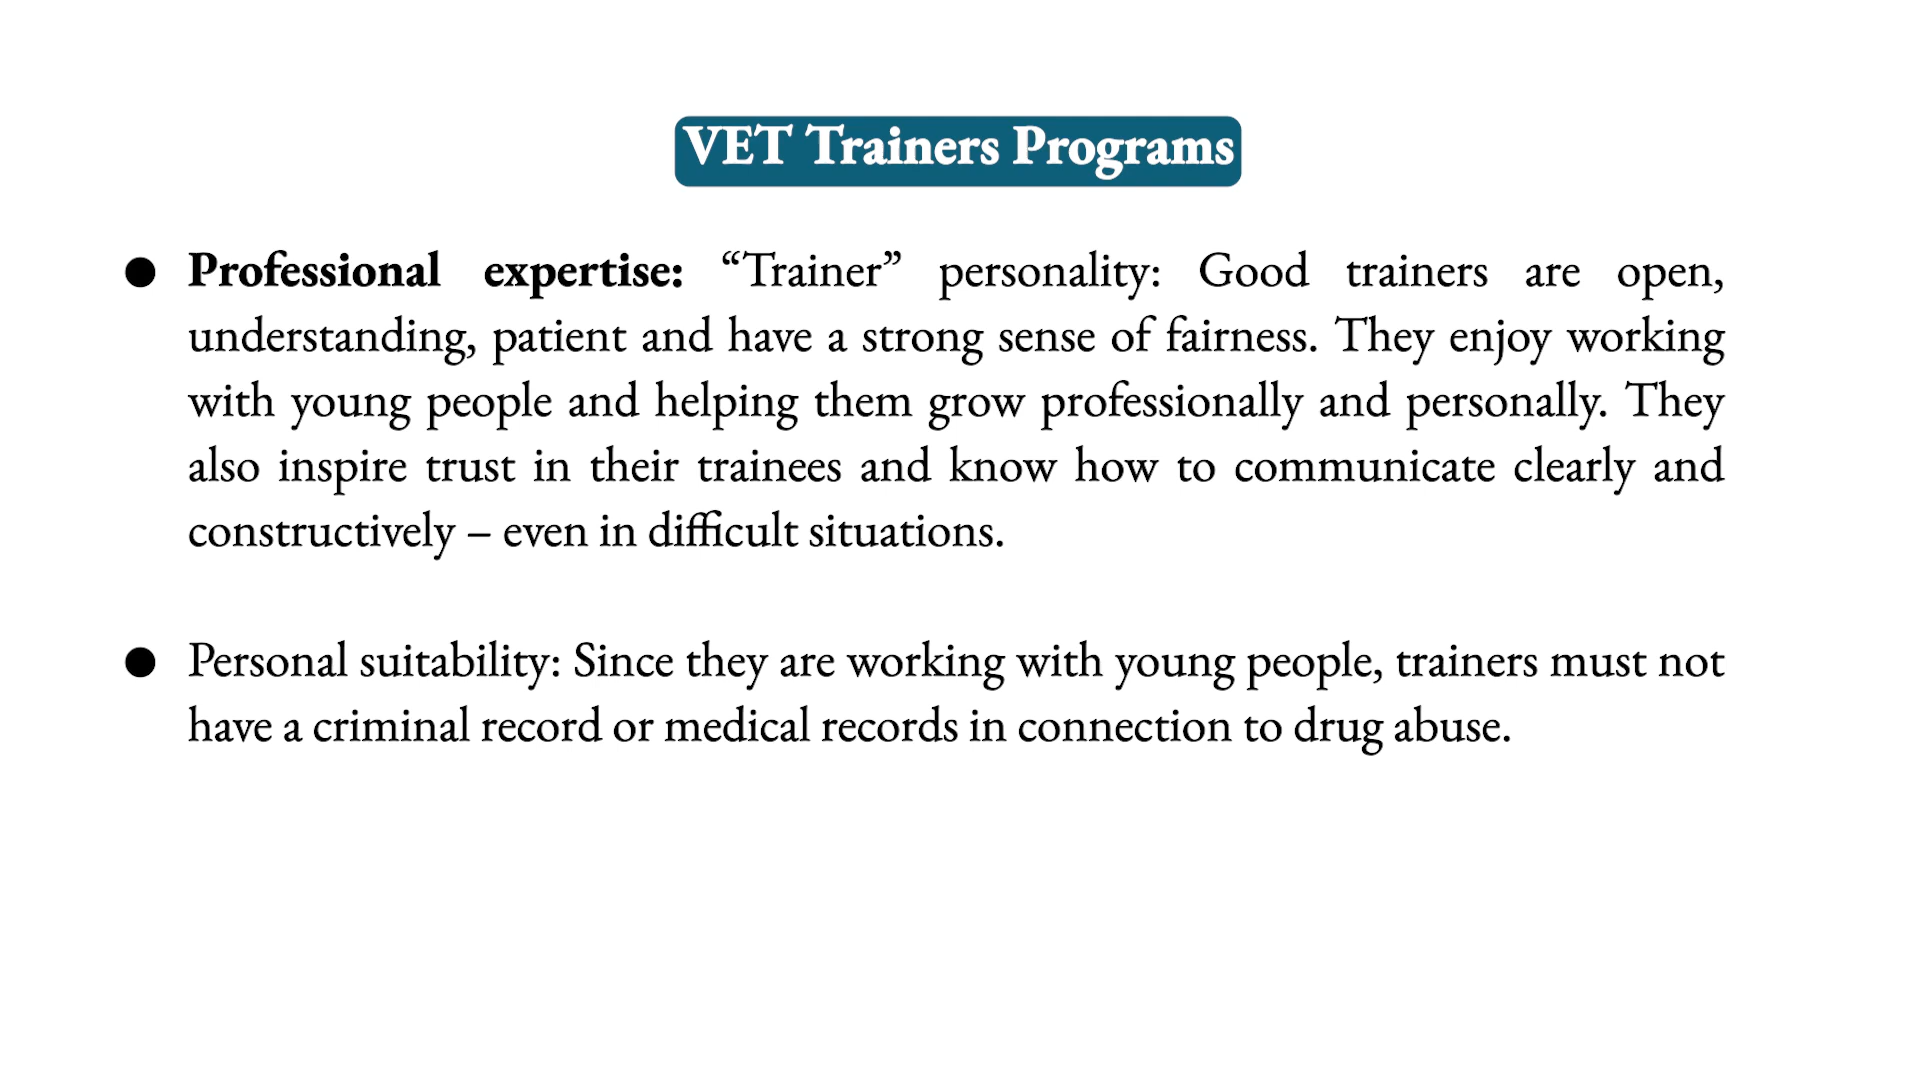 VET Trainers Programs
● Professional expertise: “Trainer” personality: Good trainers are open,
understanding, patient and have a strong sense of fairness. They enjoy working
with young people and helping them grow professionally and personally. They
also inspire trust in their trainees and know how to communicate clearly and
constructively – even in difficult situations.
● Personal suitability: Since they are working with young people, trainers must not
have a criminal record or medical records in connection to drug abuse.